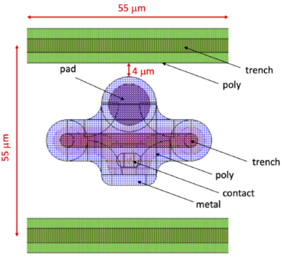 55 μm
trench
pad
4 μm
poly
55 μm
trench
poly
contact
metal